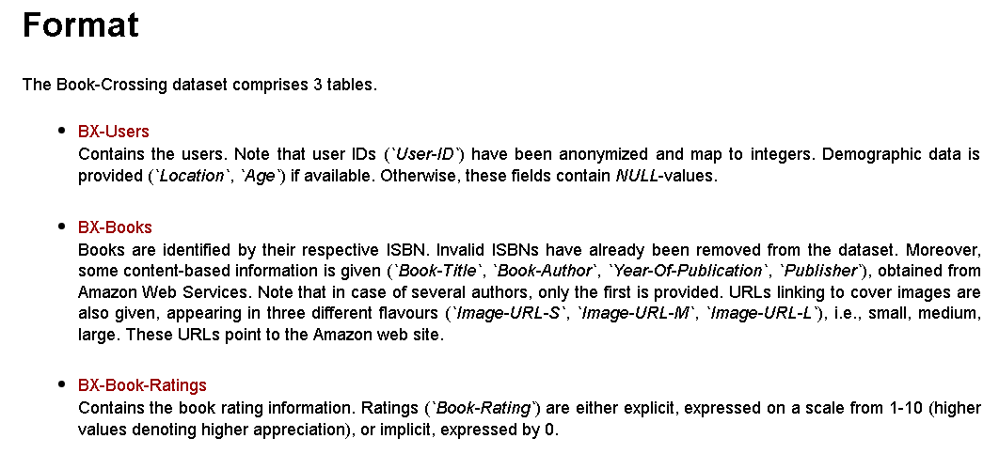 Format
The Book-Crossing dataset comprises 3 tables.
BX-Users
Contains the users. Note that user IDs (`User-ID`) have been anonymized and map to integers. Demographic data is
provided (`Location`, `Age`) if available. Otherwise, these fields contain NULL-values.
BX-Books
Books are identified by their respective ISBN. Invalid ISBNs have already been removed from the dataset. Moreover,
some content-based information is given (`Book-Title`, `Book-Author`, `Year-Of-Publication`, `Publisher`), obtained from
Amazon Web Services. Note that in case of several authors, only the first is provided. URLs linking to cover images are
also given, appearing in three different flavours (`Image-URL-S`, `Image-URL-M`, `Image-URL-L`), i.e., small, medium,
large. These URLs point to the Amazon web site.
BX-Book-Ratings
Contains the book rating information. Ratings (`Book-Rating`) are either explicit, expressed on a scale from 1-10 (higher
values denoting higher appreciation), or implicit, expressed by 0.